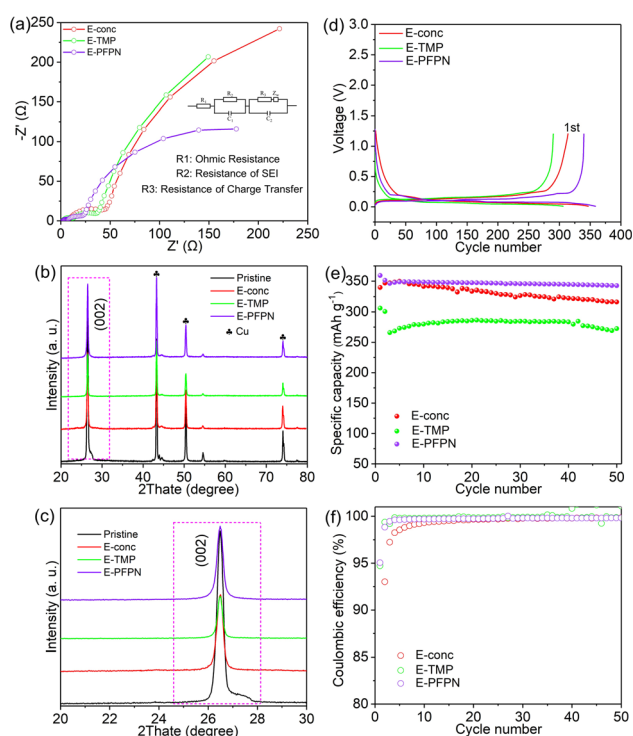 (a)
250
200
150
100
50
0
-Z' (Ω)
E-conc
E-TMP
E-PFPN
R1: Ohmic Resistance
R2: Resistance of SEI
R3: Resistance of Charge Transfer
0 50 100 150 200 250
Z' (Ω)
(d)
3.0
2.5
2.0
1.5
1.0
0.5
0.0
Voltage (V)
E-conc
E-TMP
E-PFPN
1st
0 50 100 150 200 250 300 350 400
Cycle number
(b)
Intensity (a. u.)
(002)
Pristine
E-conc
E-TMP
E-PFPN
♣ Cu
20 30 40 50 60 70 80
2Thate (degree)
(e)
400
350
300
250
200
150
100
50
Specific capacity (mAh g⁻¹)
E-conc
E-TMP
E-PFPN
0 10 20 30 40 50
Cycle number
(c)
Intensity (a. u.)
Pristine
E-conc
E-TMP
E-PFPN
(002)
20 22 24 26 28 30
2Thate (degree)
(f)
100
95
90
85
80
Coulombic efficiency (%)
E-conc
E-TMP
E-PFPN
0 10 20 30 40 50
Cycle number